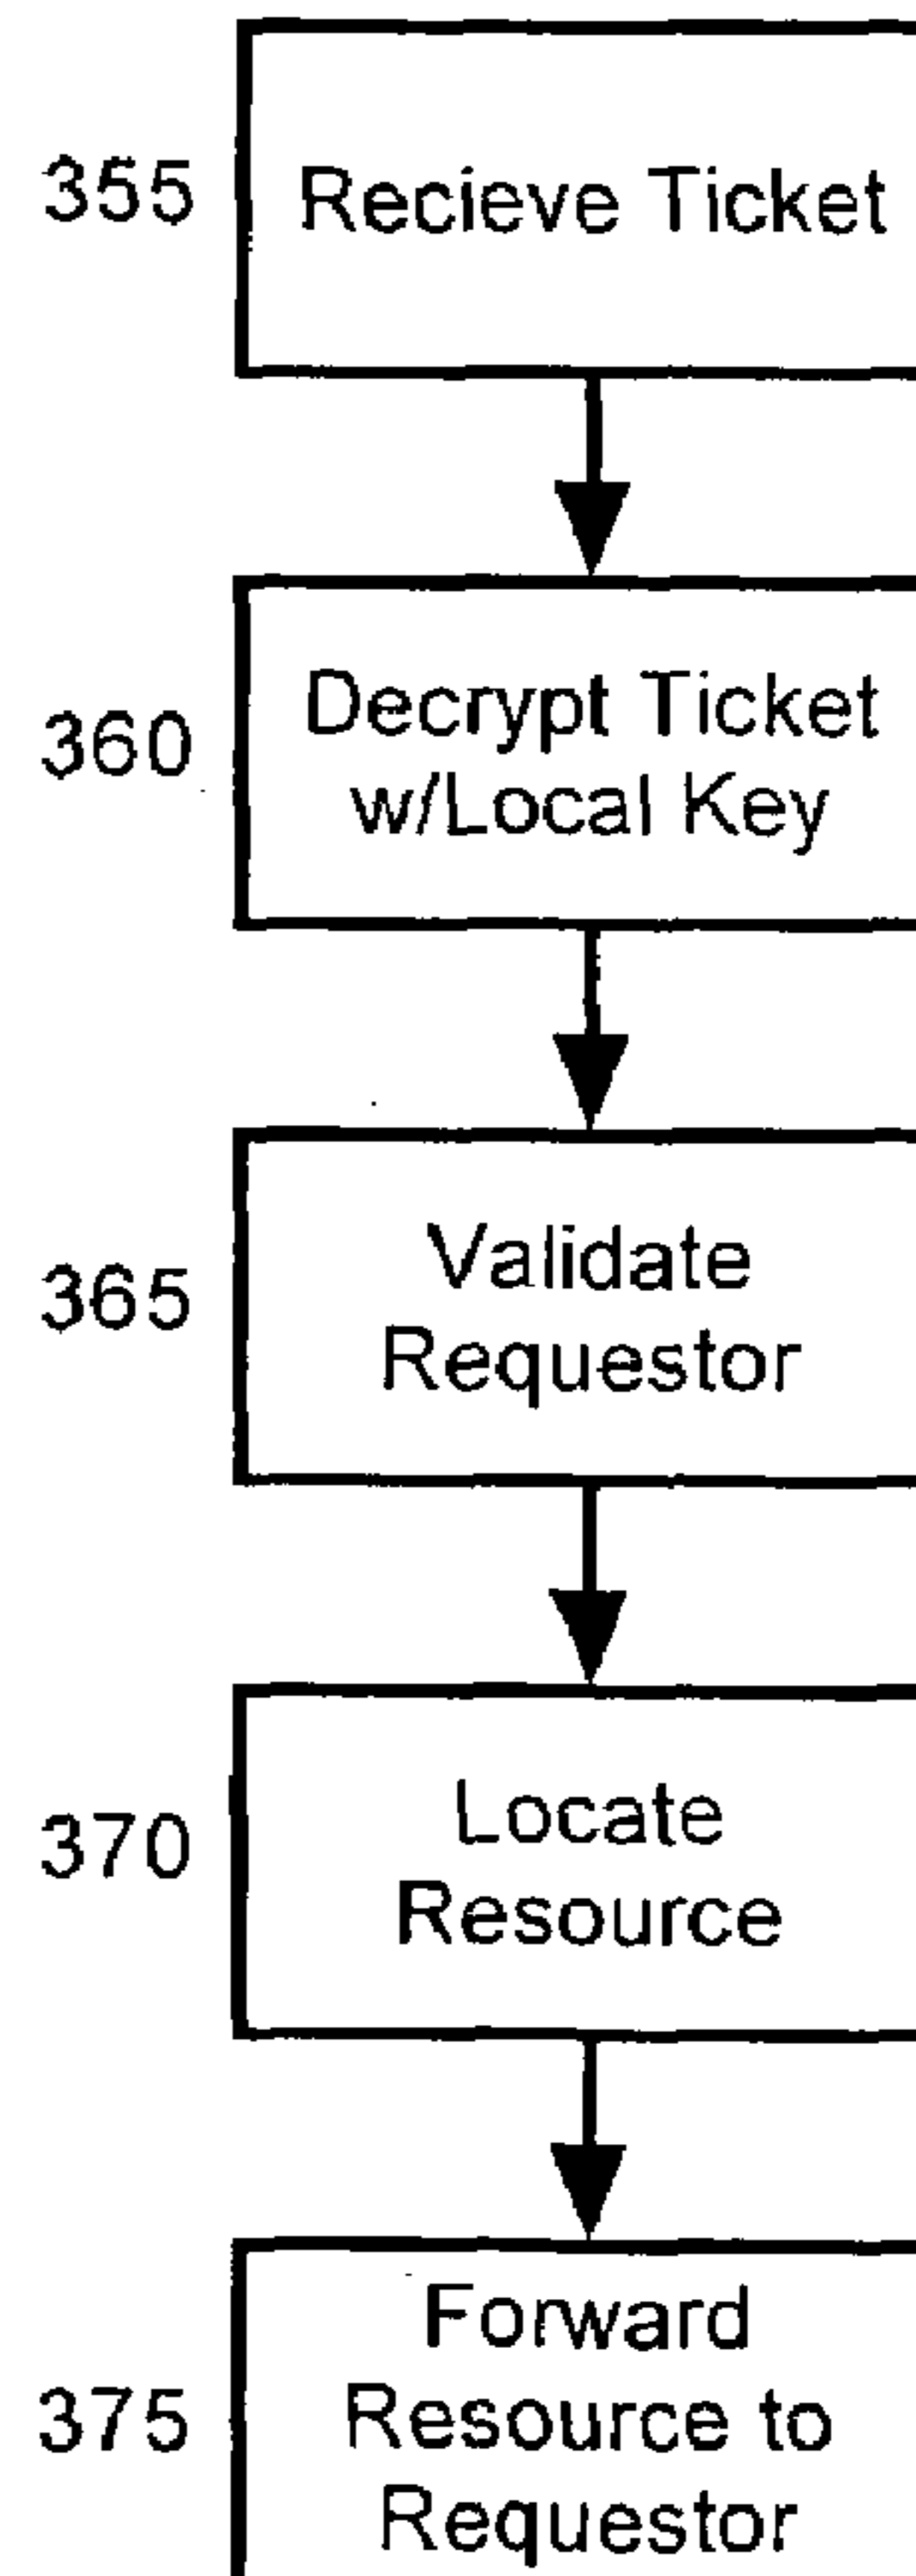 355
Recieve Ticket
360
Decrypt Ticket
w/Local Key
365
Validate
Requestor
370
Locate
Resource
375
Forward
Resource to
Requestor